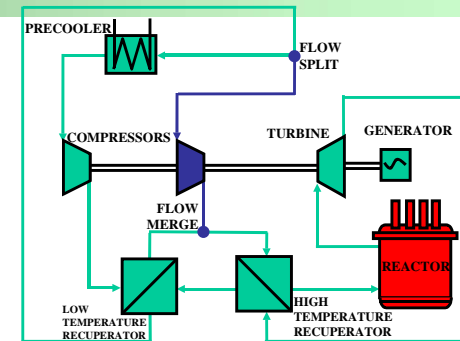 PRECOOLER
FLOW
SPLIT
COMPRESSORS
TURBINE
GENERATOR
FLOW
MERGE
REACTOR
LOW
TEMPERATURE
RECUPERATOR
HIGH
TEMPERATURE
RECUPERATOR